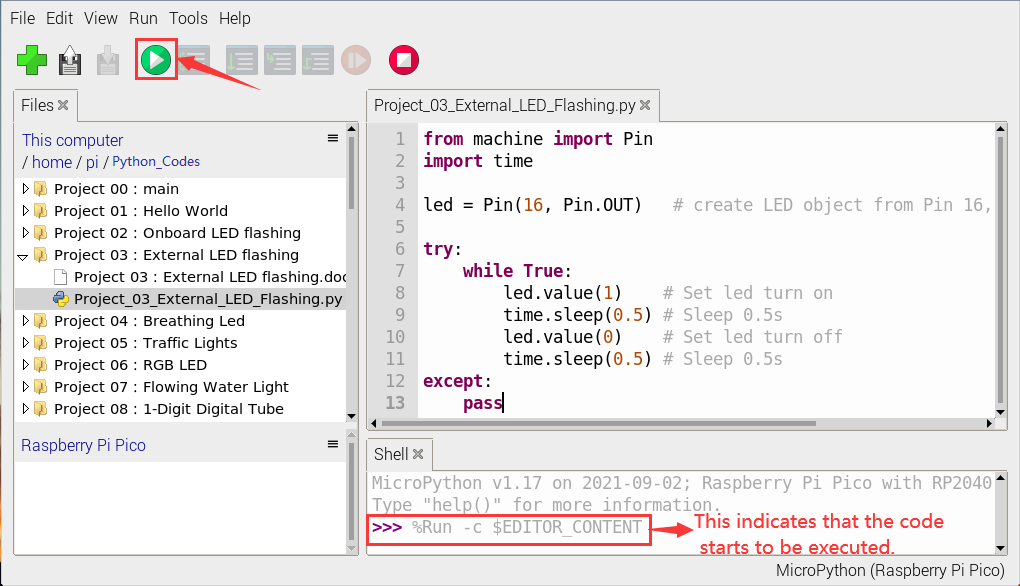 File Edit View Run Tools Help
Files
This computer
/ home / pi / Python_Codes
Project 00 : main
Project 01 : Hello World
Project 02 : Onboard LED flashing
Project 03 : External LED flashing
Project 03 : External LED flashing.doc
Project_03_External_LED_Flashing.py
Project 04 : Breathing Led
Project 05 : Traffic Lights
Project 06 : RGB LED
Project 07 : Flowing Water Light
Project 08 : 1-Digit Digital Tube
Raspberry Pi Pico
Project_03_External_LED_Flashing.py
1 from machine import Pin
2 import time
3
4 led = Pin(16, Pin.OUT) # create LED object from Pin 16,
5
6 try:
7 while True:
8 led.value(1) # Set led turn on
9 time.sleep(0.5) # Sleep 0.5s
10 led.value(0) # Set led turn off
11 time.sleep(0.5) # Sleep 0.5s
12 except:
13 pass
Shell
MicroPython v1.17 on 2021-09-02; Raspberry Pi Pico with RP2040
Type "help()" for more information.
>>> %Run -c $EDITOR_CONTENT
This indicates that the code
starts to be executed.
MicroPython (Raspberry Pi Pico)